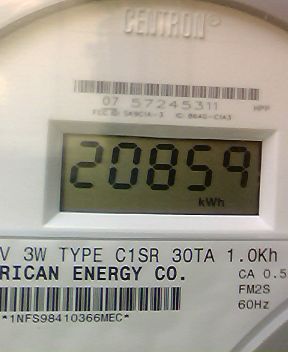 CENTRON®
07 57245311 HPP
20859
kWh
V 3W TYPE C1SR 30TA 1.0Kh
RICAN ENERGY CO. CA 0.5
FM2S
60Hz
*1NFS98410366MEC*